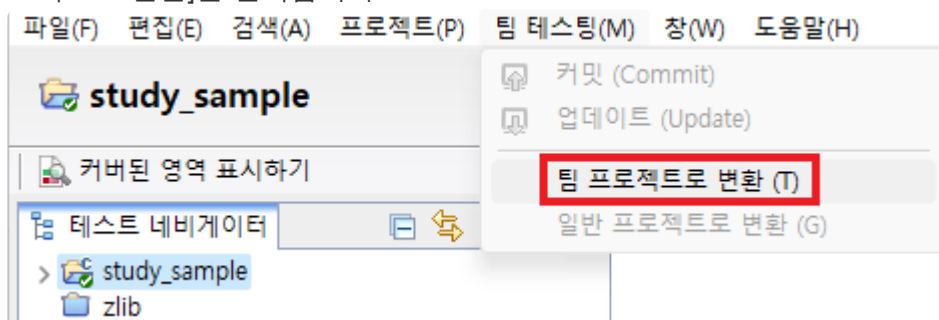 파일(F) 편집(E) 검색(A) 프로젝트(P) 팀 테스팅(M) 창(W) 도움말(H)
study_sample
커밋 (Commit)
업데이트 (Update)
커버된 영역 표시하기
팀 프로젝트로 변환 (T)
일반 프로젝트로 변환 (G)
테스트 네비게이터
study_sample
zlib